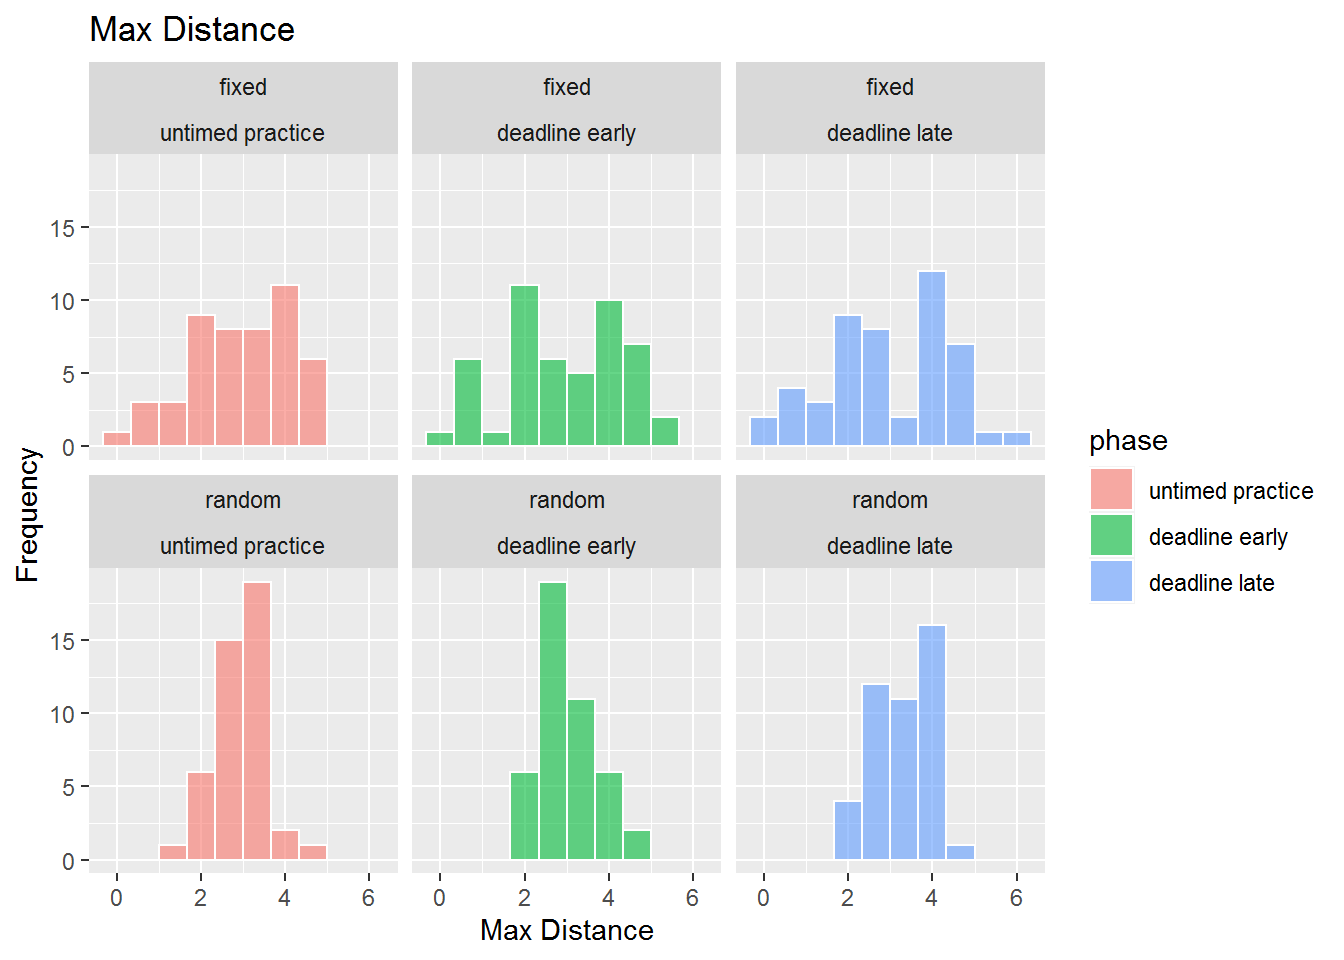 Max Distance
fixed
untimed practice
fixed
deadline early
fixed
deadline late
15
10
5
0
random
untimed practice
random
deadline early
random
deadline late
15
10
5
0
0 2 4 6
0 2 4 6
0 2 4 6
Max Distance
Frequency
phase
untimed practice
deadline early
deadline late